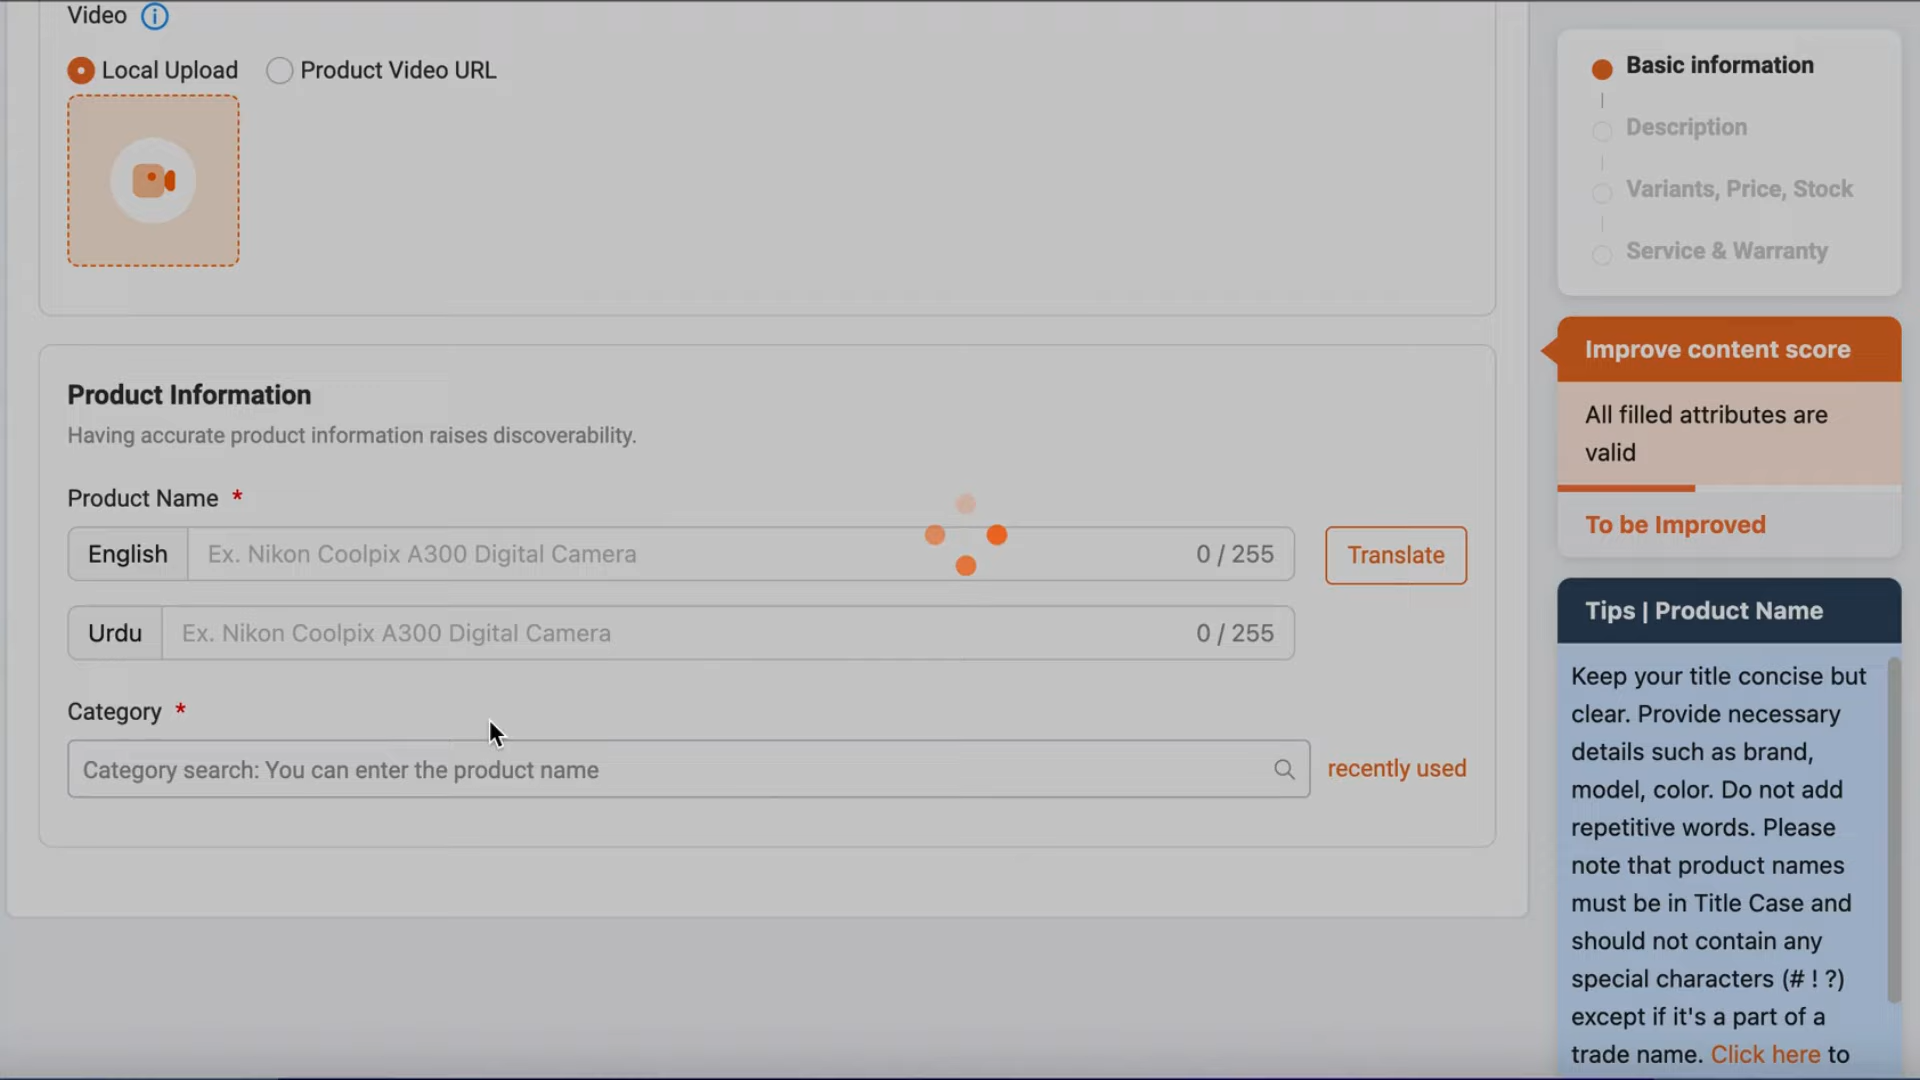 Video
Local Upload
Product Video URL
Product Information
Having accurate product information raises discoverability.
Product Name *
English
Ex. Nikon Coolpix A300 Digital Camera
0 / 255
Translate
Urdu
Ex. Nikon Coolpix A300 Digital Camera
0 / 255
Category *
Category search: You can enter the product name
recently used
Basic information
Description
Variants, Price, Stock
Service & Warranty
Improve content score
All filled attributes are
valid
To be Improved
Tips | Product Name
Keep your title concise but
clear. Provide necessary
details such as brand,
model, color. Do not add
repetitive words. Please
note that product names
must be in Title Case and
should not contain any
special characters (# ! ?)
except if it's a part of a
trade name. Click here to